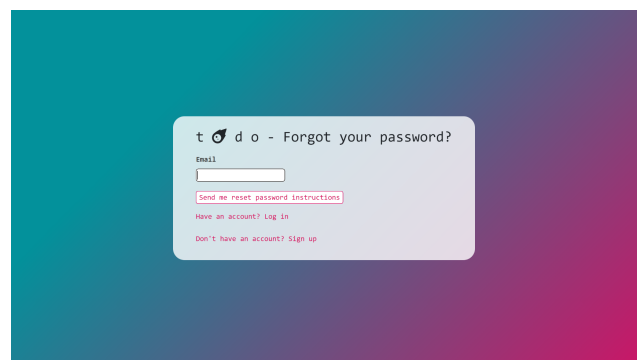 t o d o - Forgot your password?
Email
Send me reset password instructions
Have an account? Log in
Don't have an account? Sign up